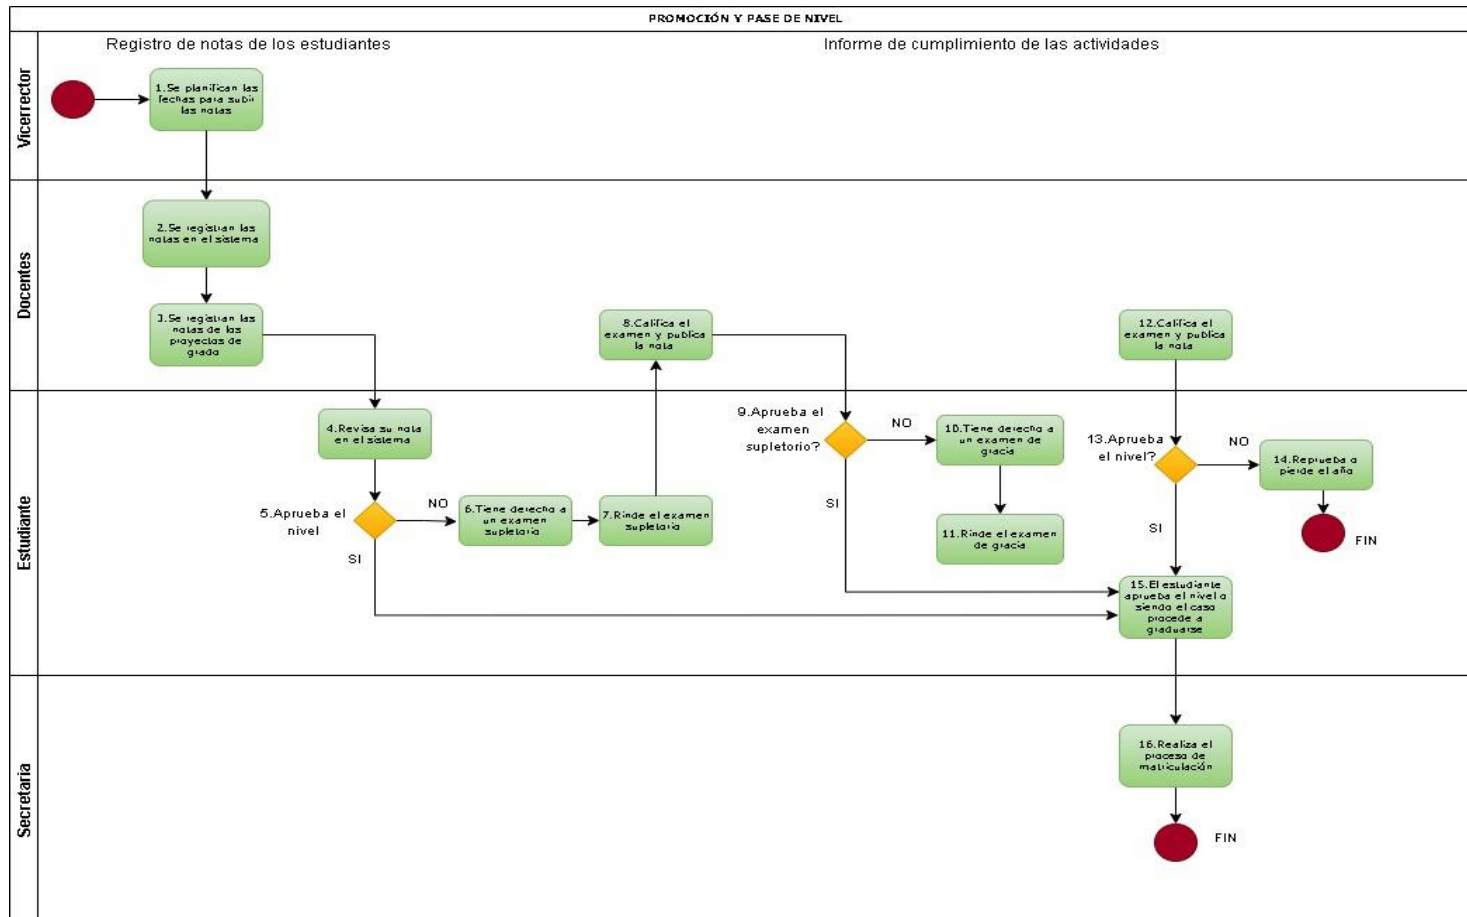 PROMOCIÓN Y PASE DE NIVEL
Registro de notas de los estudiantes
Informe de cumplimiento de las actividades
Vicerrector
1.Se planifican las
fechas para subir
las notas
Docentes
2.Se registran las
notas en el sistema
3.Se registran las
notas de los
proyectos de
grado
8.Califica el
examen y publica
la nota
12.Califica el
examen y publica
la nota
Estudiante
4.Revisa su nota
en el sistema
5.Aprueba el
nivel
NO
SI
6.Tiene derecho a
un examen
supletorio
7.Rinde el examen
supletorio
9.Aprueba el
examen
supletorio?
NO
SI
10.Tiene derecho a
un examen de
gracia
11.Rinde el examen
de gracia
13.Aprueba
el nivel?
NO
SI
14.Reprueba o
pierde el año
FIN
15.El estudiante
aprueba el nivel o
siendo el caso
procede a
graduarse
Secretaria
16.Realiza el
proceso de
matriculación
FIN